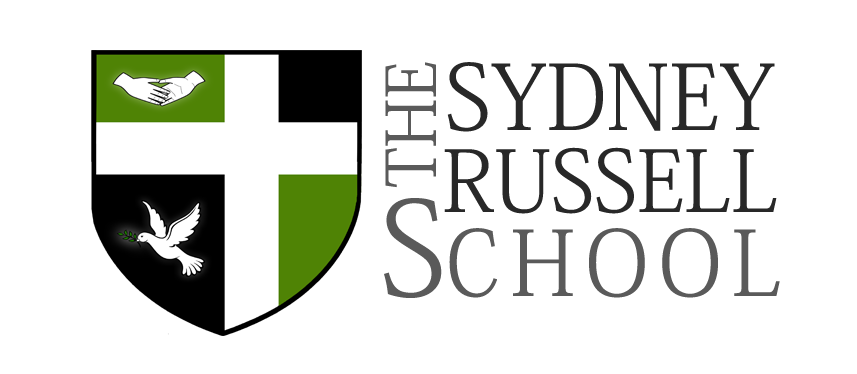 THE
SYDNEY
RUSSELL
SCHOOL